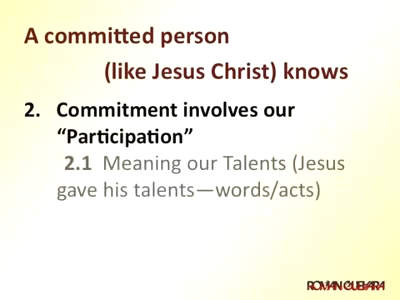 A committed person
(like Jesus Christ) knows
2. Commitment involves our
“Participation”
2.1 Meaning our Talents (Jesus
gave his talents—words/acts)
ROMAN GUEVARA